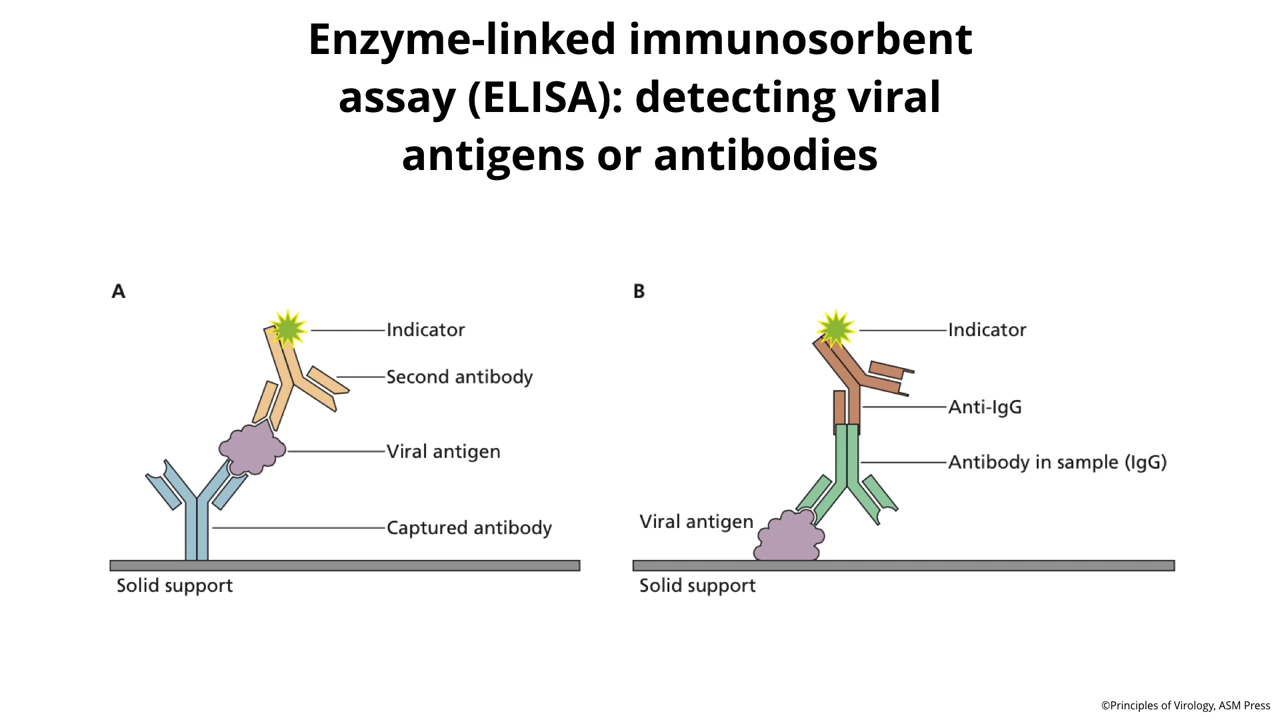 Enzyme-linked immunosorbent
assay (ELISA): detecting viral
antigens or antibodies
A
Indicator
Second antibody
Viral antigen
Captured antibody
Solid support
B
Indicator
Anti-IgG
Antibody in sample (IgG)
Viral antigen
Solid support
©Principles of Virology, ASM Press